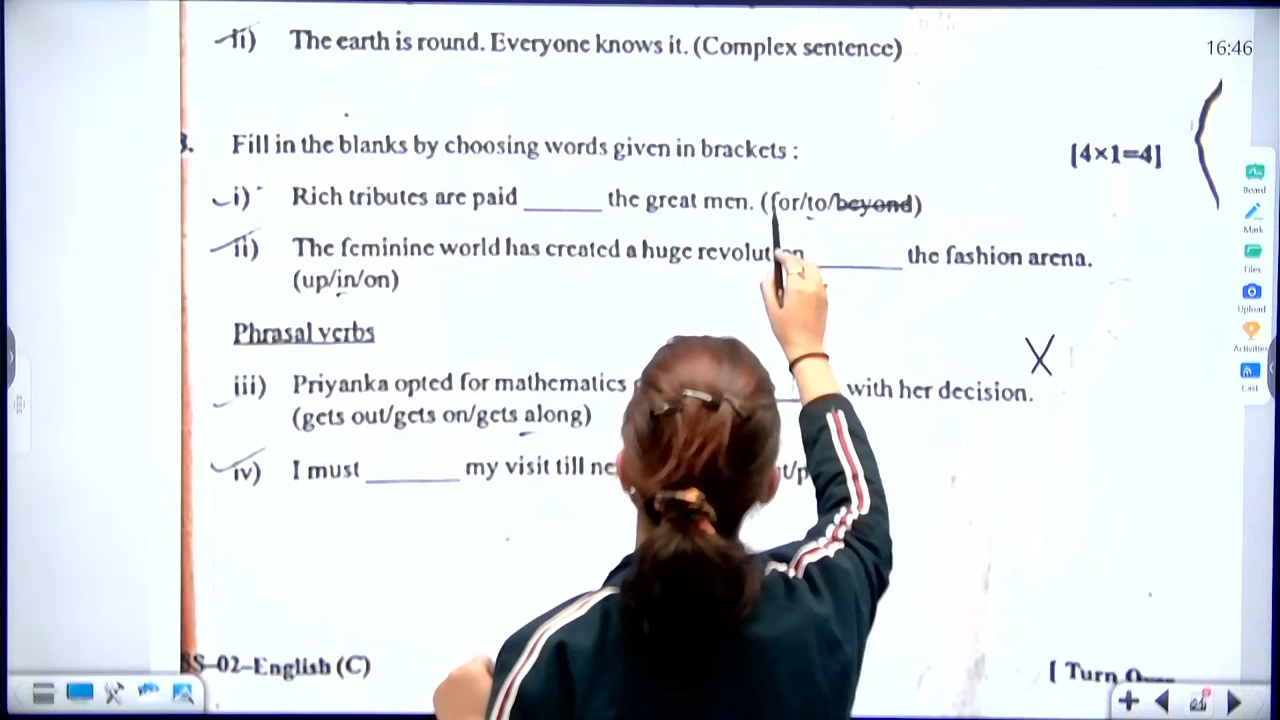 ii) The earth is round. Everyone knows it. (Complex sentence)
16:46
3. Fill in the blanks by choosing words given in brackets : [4×1=4]
i) Rich tributes are paid ______ the great men. (for/to/beyond)
ii) The feminine world has created a huge ______ the fashion arena.
(up/in/on)
Phrasal verbs
X
iii) Priyanka opted for mathematics ______ with her decision.
(gets out/gets on/gets along)
iv) I must ______ my visit till
SS–02–English (C) [ Turn
Board
Mark
Files
Upload
Activities
Cast